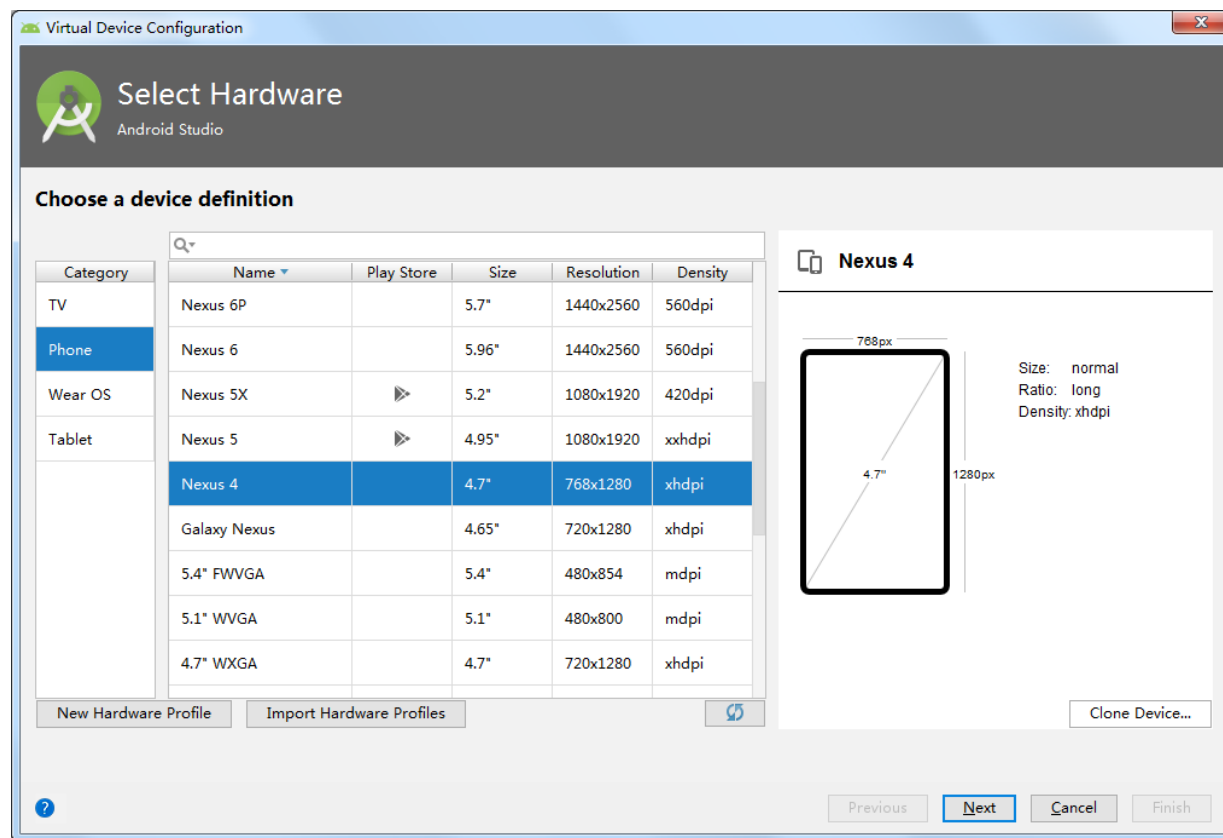 Virtual Device Configuration
Select Hardware
Android Studio
Choose a device definition
Category
TV
Phone
Wear OS
Tablet
Name Play Store Size Resolution Density
Nexus 6P 5.7" 1440x2560 560dpi
Nexus 6 5.96" 1440x2560 560dpi
Nexus 5X 5.2" 1080x1920 420dpi
Nexus 5 4.95" 1080x1920 xxhdpi
Nexus 4 4.7" 768x1280 xhdpi
Galaxy Nexus 4.65" 720x1280 xhdpi
5.4" FWVGA 5.4" 480x854 mdpi
5.1" WVGA 5.1" 480x800 mdpi
4.7" WXGA 4.7" 720x1280 xhdpi
New Hardware Profile Import Hardware Profiles
Nexus 4
768px
4.7"
1280px
Size: normal
Ratio: long
Density: xhdpi
Clone Device...
? Previous Next Cancel Finish